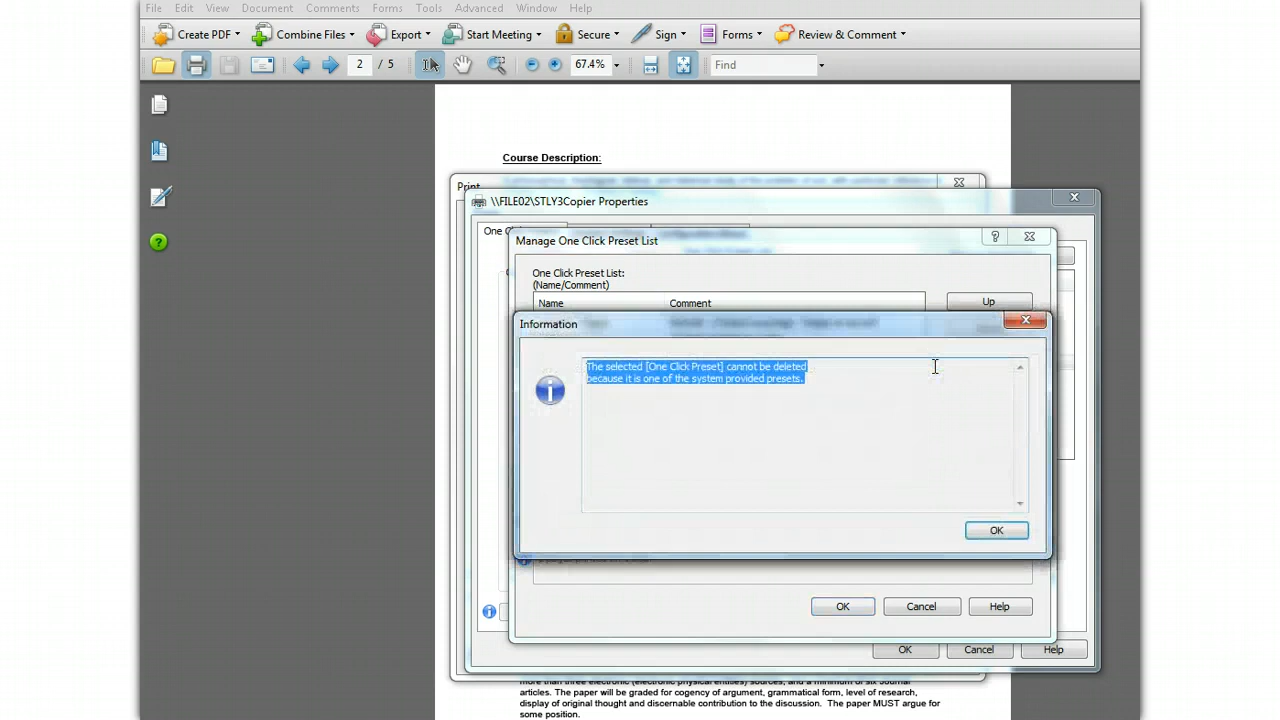 File Edit View Document Comments Forms Tools Advanced Window Help
Create PDF Combine Files Export Start Meeting Secure Sign Forms Review & Comment
2 / 5 67.4% Find
Course Description:
Print
\\FILE02\STLY3Copier Properties
One C
Manage One Click Preset List
One Click Preset List:
(Name/Comment)
Name Comment Up
Information
The selected [One Click Preset] cannot be deleted
because it is one of the system provided presets.
OK
OK Cancel Help
OK Cancel Help
more than three electronic (electronic physical entities) sources, and a minimum of six Journal
articles. The paper will be graded for cogency of argument, grammatical form, level of research,
display of original thought and discernable contribution to the discussion. The paper MUST argue for
some position.